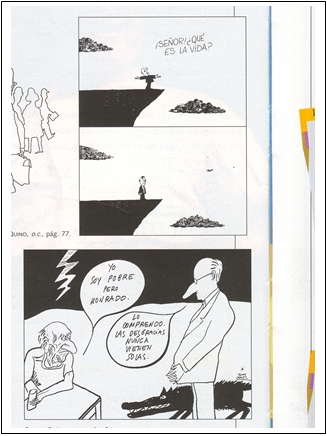 ¡SEÑOR! ¿QUÉ
ES LA VIDA?
QUINO, o.c., pág. 77.
YO
SOY POBRE
PERO
HONRADO.
LO
COMPRENDO.
LAS DESGRACIAS
NUNCA
VIENEN
SOLAS.